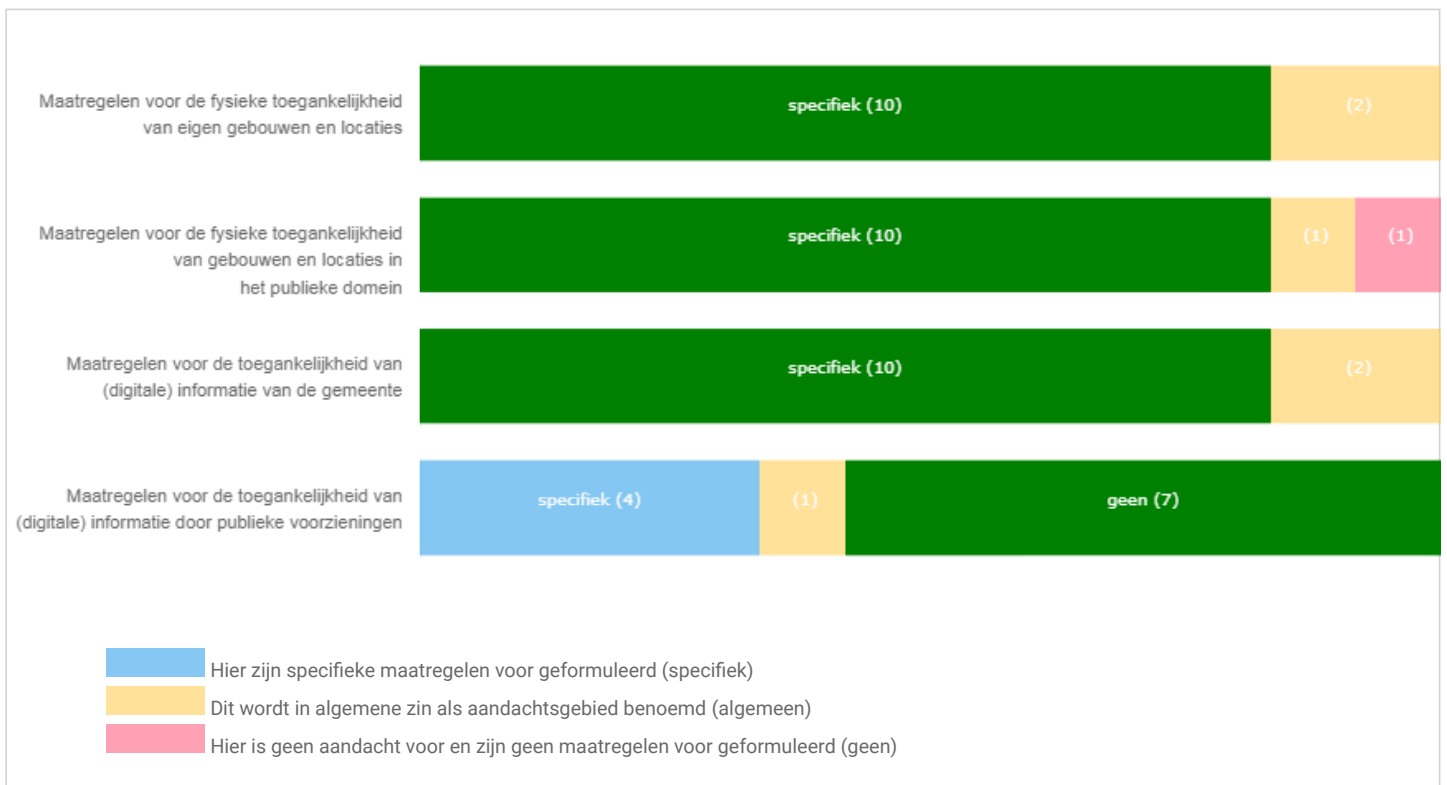 Maatregelen voor de fysieke toegankelijkheid
van eigen gebouwen en locaties
specifiek (10)
(2)
Maatregelen voor de fysieke toegankelijkheid
van gebouwen en locaties in
het publieke domein
specifiek (10)
(1)
(1)
Maatregelen voor de toegankelijkheid van
(digitale) informatie van de gemeente
specifiek (10)
(2)
Maatregelen voor de toegankelijkheid van
(digitale) informatie door publieke voorzieningen
specifiek (4)
(1)
geen (7)
Hier zijn specifieke maatregelen voor geformuleerd (specifiek)
Dit wordt in algemene zin als aandachtsgebied benoemd (algemeen)
Hier is geen aandacht voor en zijn geen maatregelen voor geformuleerd (geen)